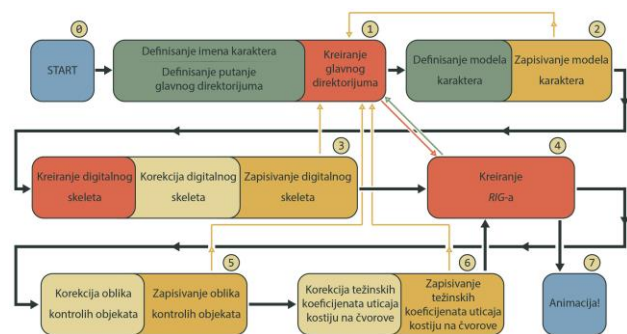 0
START
1
Definisanje imena karaktera
Definisanje putanje
glavnog direktorijuma
Kreiranje
glavnog
direktorijuma
2
Definisanje modela
karaktera
Zapisivanje modela
karaktera
3
Kreiranje digitalnog
skeleta
Korekcija digitalnog
skeleta
Zapisivanje digitalnog
skeleta
4
Kreiranje
RIG-a
5
Korekcija oblika
kontrolih objekata
Zapisivanje oblika
kontrolih objekata
6
Korekcija težinskih
koeficijenata uticaja
kostiju na čvorove
Zapisivanje
težinskih
koeficijenata uticaja
kostiju na čvorove
7
Animacija!